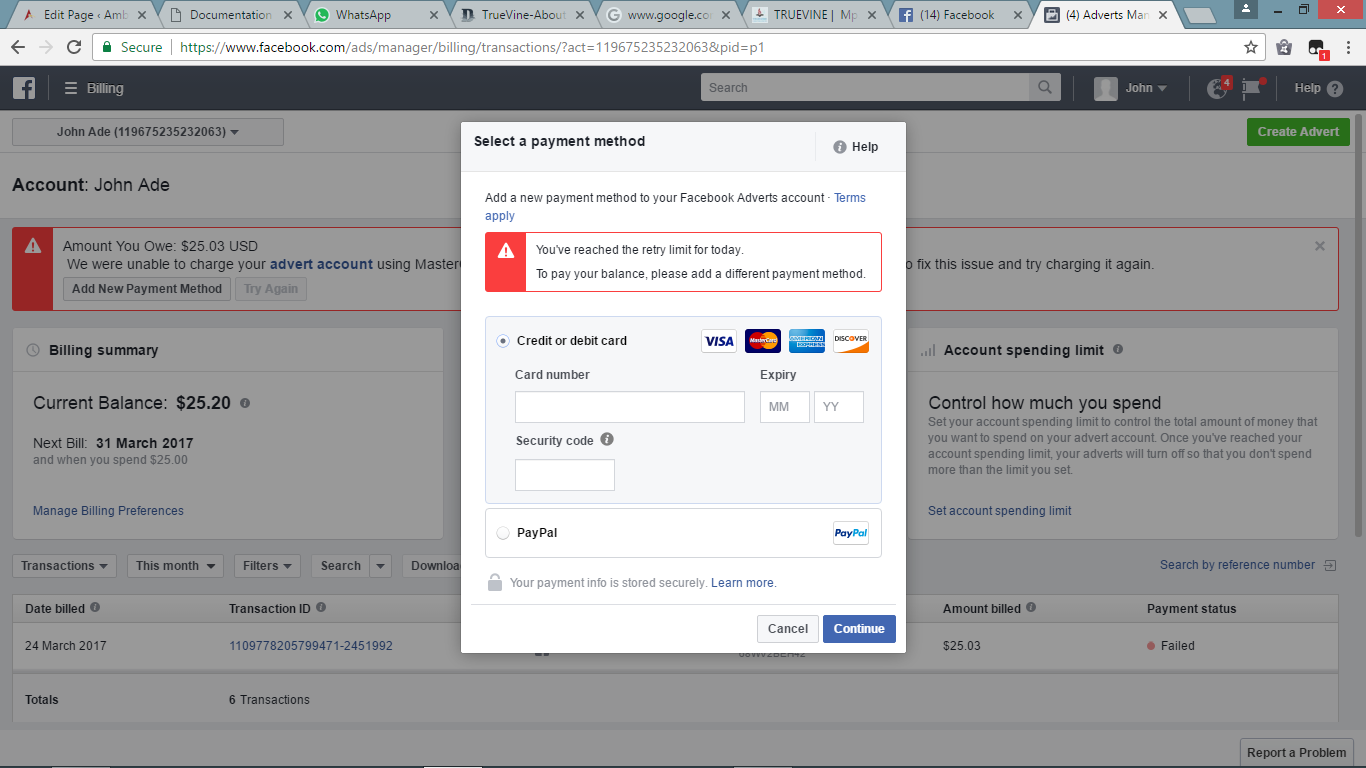 Edit Page ‹ Amb
Documentation
WhatsApp
TrueVine-About
www.google.co
TRUEVINE | Mp
(14) Facebook
(4) Adverts Man
Secure
https://www.facebook.com/ads/manager/billing/transactions/?act=119675235232063&pid=p1
1
Billing
Search
John
4
Help
John Ade (119675235232063)
Create Advert
Account: John Ade
Amount You Owe: $25.03 USD
We were unable to charge your advert account using Master
o fix this issue and try charging it again.
Add New Payment Method
Try Again
Billing summary
Current Balance: $25.20
Next Bill: 31 March 2017
and when you spend $25.00
Manage Billing Preferences
Select a payment method
Help
Add a new payment method to your Facebook Adverts account · Terms
apply
You've reached the retry limit for today.
To pay your balance, please add a different payment method.
Credit or debit card
VISA
MasterCard
AMERICAN EXPRESS
DISCOVER
Card number
Expiry
MM
YY
Security code
PayPal
PayPal
Your payment info is stored securely. Learn more.
Cancel
Continue
Account spending limit
Control how much you spend
Set your account spending limit to control the total amount of money that
you want to spend on your advert account. Once you've reached your
account spending limit, your adverts will turn off so that you don't spend
more than the limit you set.
Set account spending limit
Transactions
This month
Filters
Search
Downloa
Search by reference number
Date billed
Transaction ID
Amount billed
Payment status
24 March 2017
1109778205799471-2451992
$25.03
Failed
Totals
6 Transactions
Report a Problem